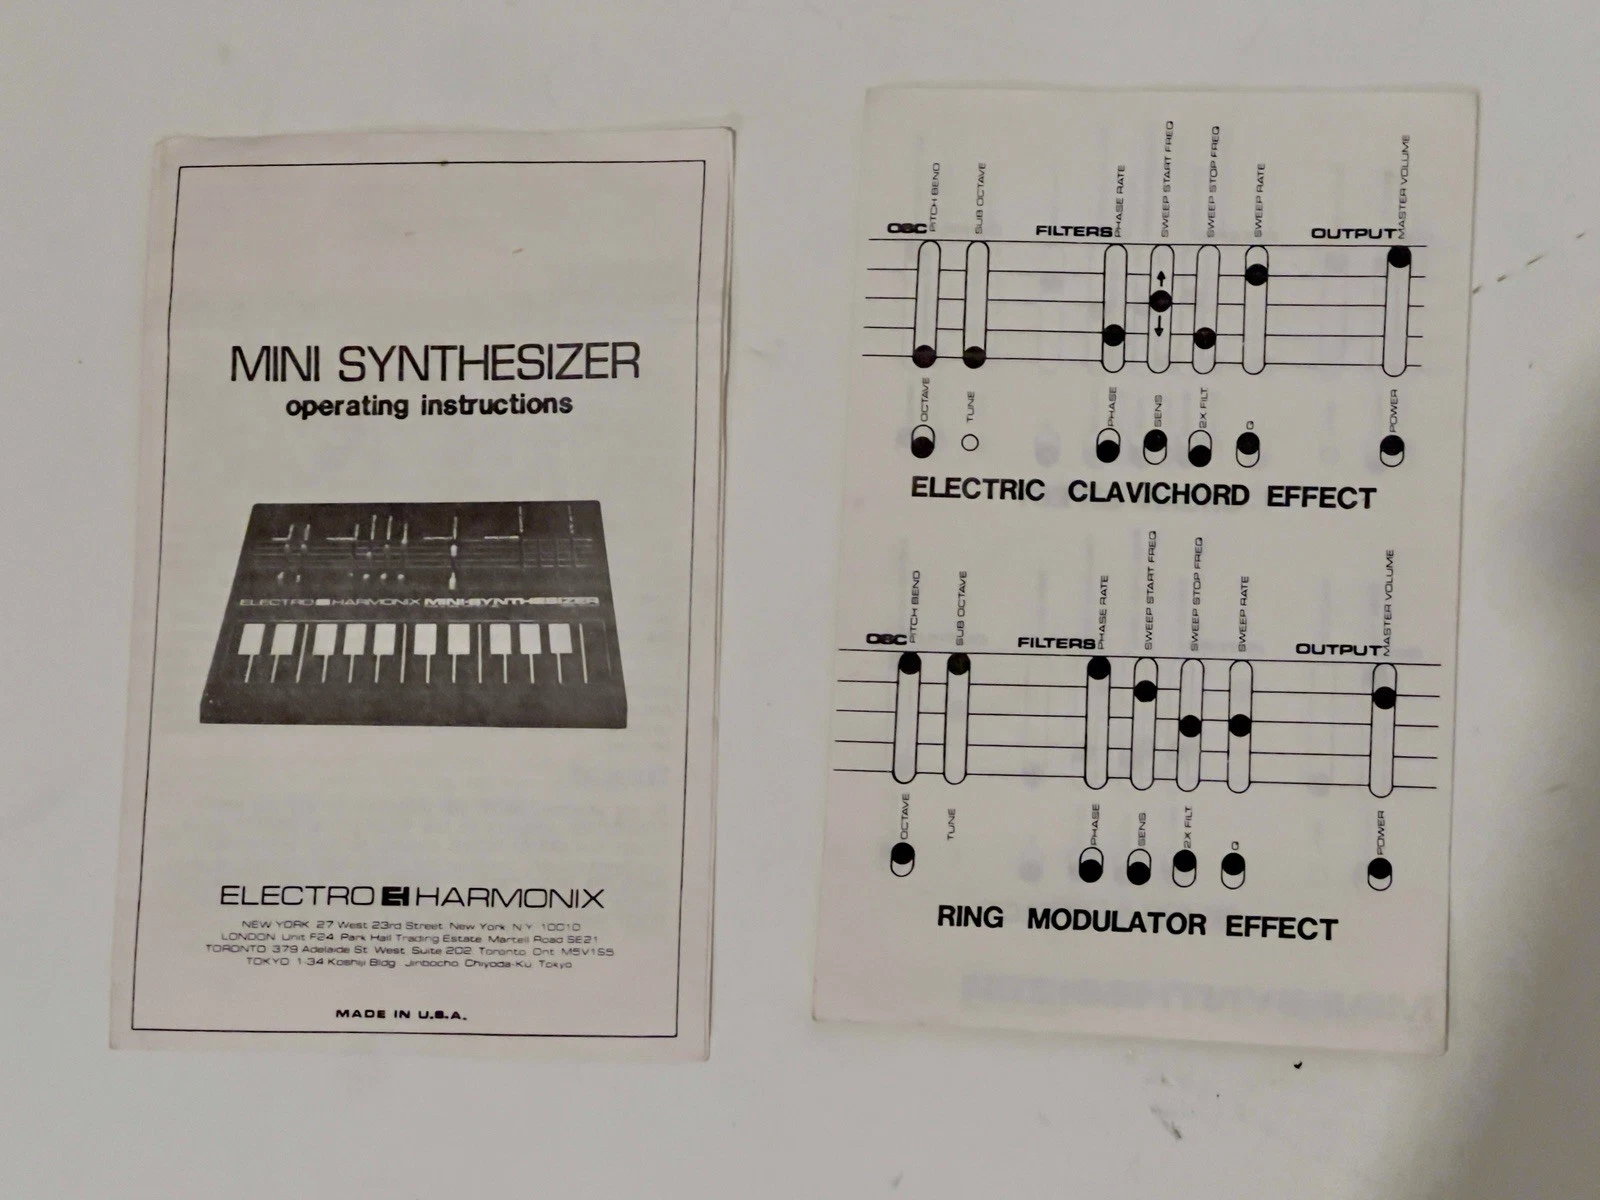 MINI SYNTHESIZER
operating instructions
ELECTRO HARMONIX MINI-SYNTHESIZER
ELECTRO EH HARMONIX
NEW YORK 27 West 23rd Street New York N Y 10010
LONDON Unit F24 Park Hall Trading Estate Martell Road SE21
TORONTO 379 Adelaide St West Suite 202 Toronto Ont M5V1S5
TOKYO 1-34 Koshiji Bldg Jinbocho Chiyoda-Ku Tokyo
MADE IN U.S.A.
OSC PITCH BEND SUB OCTAVE FILTERS PHASE RATE SWEEP START FREQ SWEEP STOP FREQ SWEEP RATE OUTPUT MASTER VOLUME
OCTAVE TUNE PHASE SENS 2X FILT Q POWER
ELECTRIC CLAVICHORD EFFECT
OSC PITCH BEND SUB OCTAVE FILTERS PHASE RATE SWEEP START FREQ SWEEP STOP FREQ SWEEP RATE OUTPUT MASTER VOLUME
OCTAVE TUNE PHASE SENS 2X FILT Q POWER
RING MODULATOR EFFECT